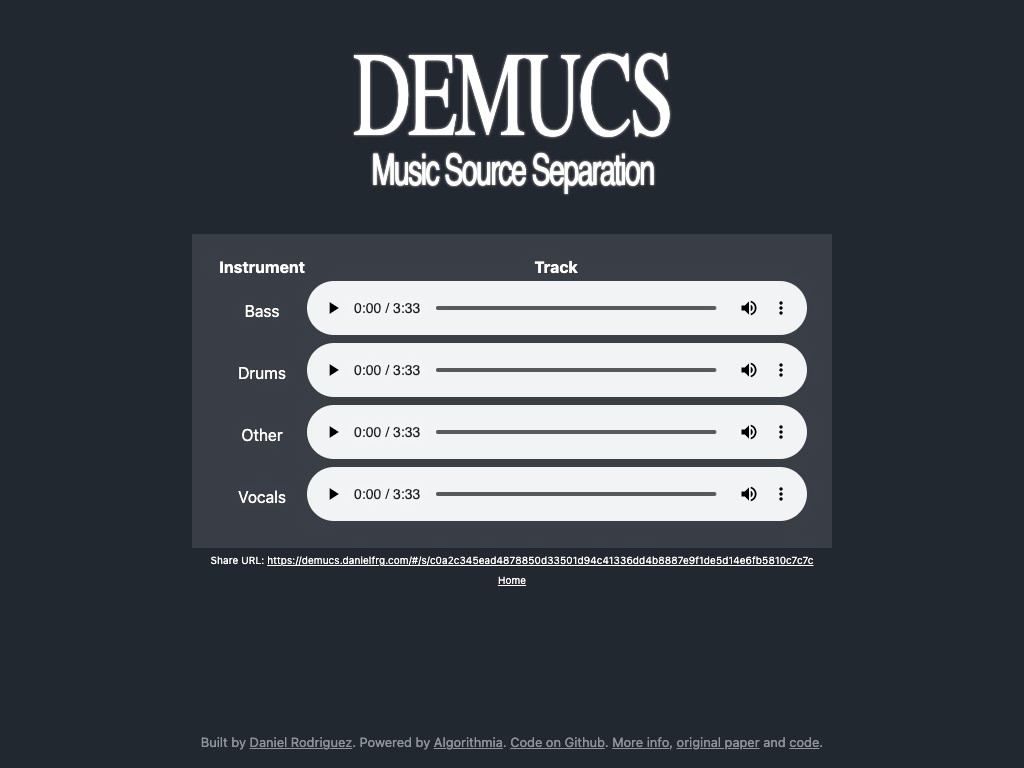 DEMUCS
Music Source Separation
Instrument Track
Bass 0:00 / 3:33
Drums 0:00 / 3:33
Other 0:00 / 3:33
Vocals 0:00 / 3:33
Share URL: https://demucs.danielfrg.com/#/s/c0a2c345ead4878850d33501d94c41336dd4b8887e9f1de5d14e6fb5810c7c7c
Home
Built by Daniel Rodriguez. Powered by Algorithmia. Code on Github. More info, original paper and code.